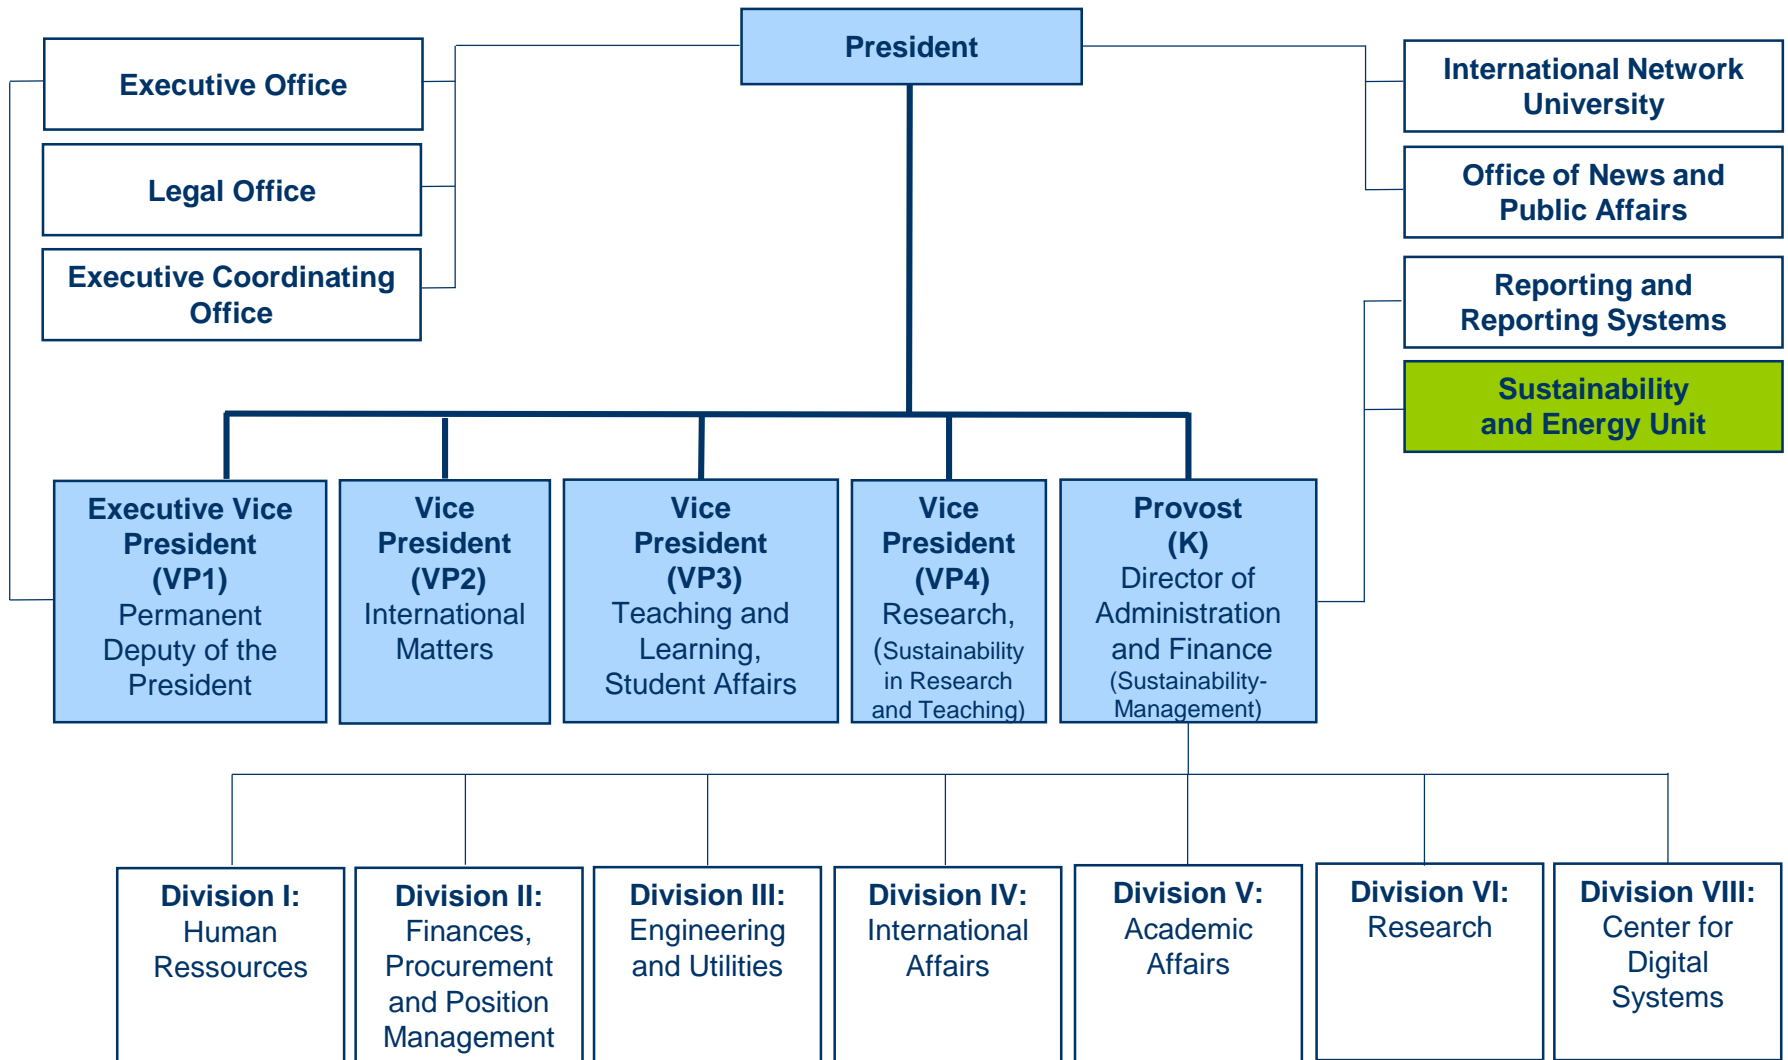 President
Executive Office
Legal Office
Executive Coordinating
Office
International Network
University
Office of News and
Public Affairs
Reporting and
Reporting Systems
Sustainability
and Energy Unit
Executive Vice
President
(VP1)
Permanent
Deputy of the
President
Vice
President
(VP2)
International
Matters
Vice
President
(VP3)
Teaching and
Learning,
Student Affairs
Vice
President
(VP4)
Research,
(Sustainability
in Research
and Teaching)
Provost
(K)
Director of
Administration
and Finance
(Sustainability-
Management)
Division I:
Human
Ressources
Division II:
Finances,
Procurement
and Position
Management
Division III:
Engineering
and Utilities
Division IV:
International
Affairs
Division V:
Academic
Affairs
Division VI:
Research
Division VIII:
Center for
Digital
Systems